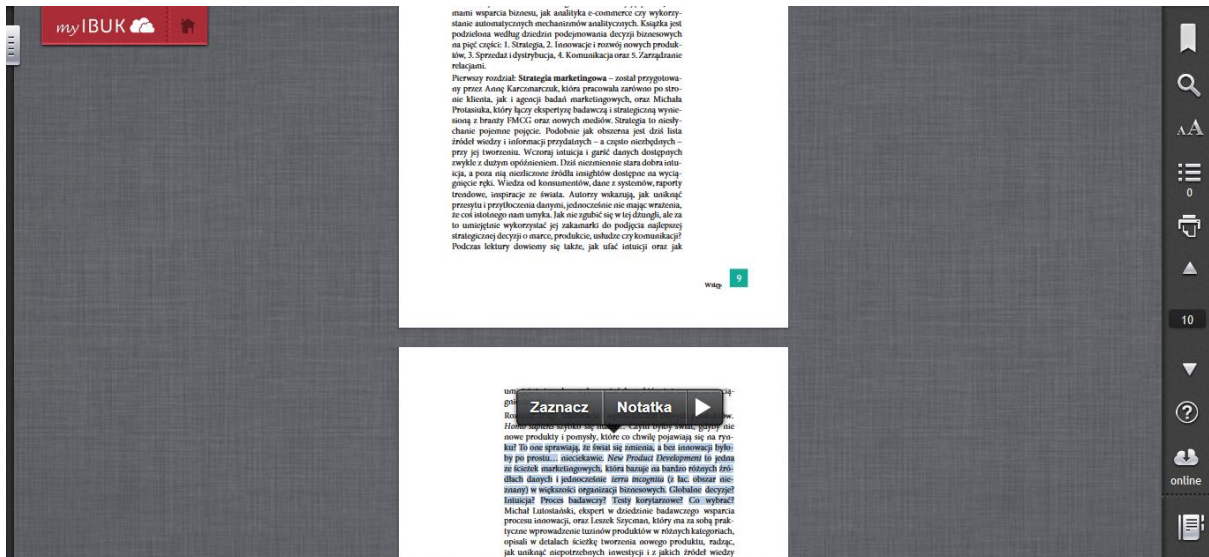 myIBUK
mami wsparcia biznesu, jak analityka e-commerce czy wykorzy-
stanie automatycznych mechanizmów analitycznych. Książka jest
podzielona według dziedzin podejmowania decyzji biznesowych
na pięć części: 1. Strategia, 2. Innowacje i rozwój nowych produk-
tów, 3. Sprzedaż i dystrybucja, 4. Komunikacja oraz 5. Zarządzanie
relacjami.
Pierwszy rozdział: Strategia marketingowa – został przygotowa-
ny przez Annę Karczmarczuk, która pracowała zarówno po stro-
nie klienta, jak i agencji badań marketingowych, oraz Michała
Protasiuka, który łączy ekspertyzę badawczą i strategiczną wynie-
sioną z branży FMCG oraz nowych mediów. Strategia to niesły-
chanie pojemne pojęcie. Podobnie jak obszerna jest dziś lista
źródeł wiedzy i informacji przydatnych – a często niezbędnych –
przy jej tworzeniu. Wczoraj intuicja i garść danych dostępnych
zwykle z dużym opóźnieniem. Dziś niezmiennie stara dobra intu-
icja, a poza nią niezliczone źródła insightów dostępne na wycią-
gnięcie ręki. Wiedza od konsumentów, dane z systemów, raporty
trendowe, inspiracje ze świata. Autorzy wskazują, jak uniknąć
przesytu i przytłoczenia danymi, jednocześnie nie mając wrażenia,
że coś istotnego nam umyka. Jak nie zgubić się w tej dżungli, ale za
to umiejętnie wykorzystać jej zakamarki do podjęcia najlepszej
strategicznej decyzji o marce, produkcie, usłudze czy komunikacji?
Podczas lektury dowiemy się także, jak ufać intuicji oraz jak
Wstęp 9
Zaznacz Notatka
Homo sapiens szybko się Czym byłby świat, gdyby nie
nowe produkty i pomysły, które co chwilę pojawiają się na ryn-
ku? To one sprawiają, że świat się zmienia, a bez innowacji było-
by po prostu... nieciekawie. New Product Development to jedna
ze ścieżek marketingowych, która bazuje na bardzo różnych źró-
dłach danych i jednocześnie terra incognita (z łac. obszar nie-
znany) w większości organizacji biznesowych. Globalne decyzje?
Intuicja? Proces badawczy? Testy korytarzowe? Co wybrać?
Michał Lutostański, ekspert w dziedzinie badawczego wsparcia
procesu innowacji, oraz Leszek Szycman, który ma za sobą prak-
tyczne wprowadzenie tuzinów produktów w różnych kategoriach,
opisali w detalach ścieżkę tworzenia nowego produktu, radząc,
jak uniknąć niepotrzebnych inwestycji i z jakich źródeł wiedzy
AA
0
10
?
online